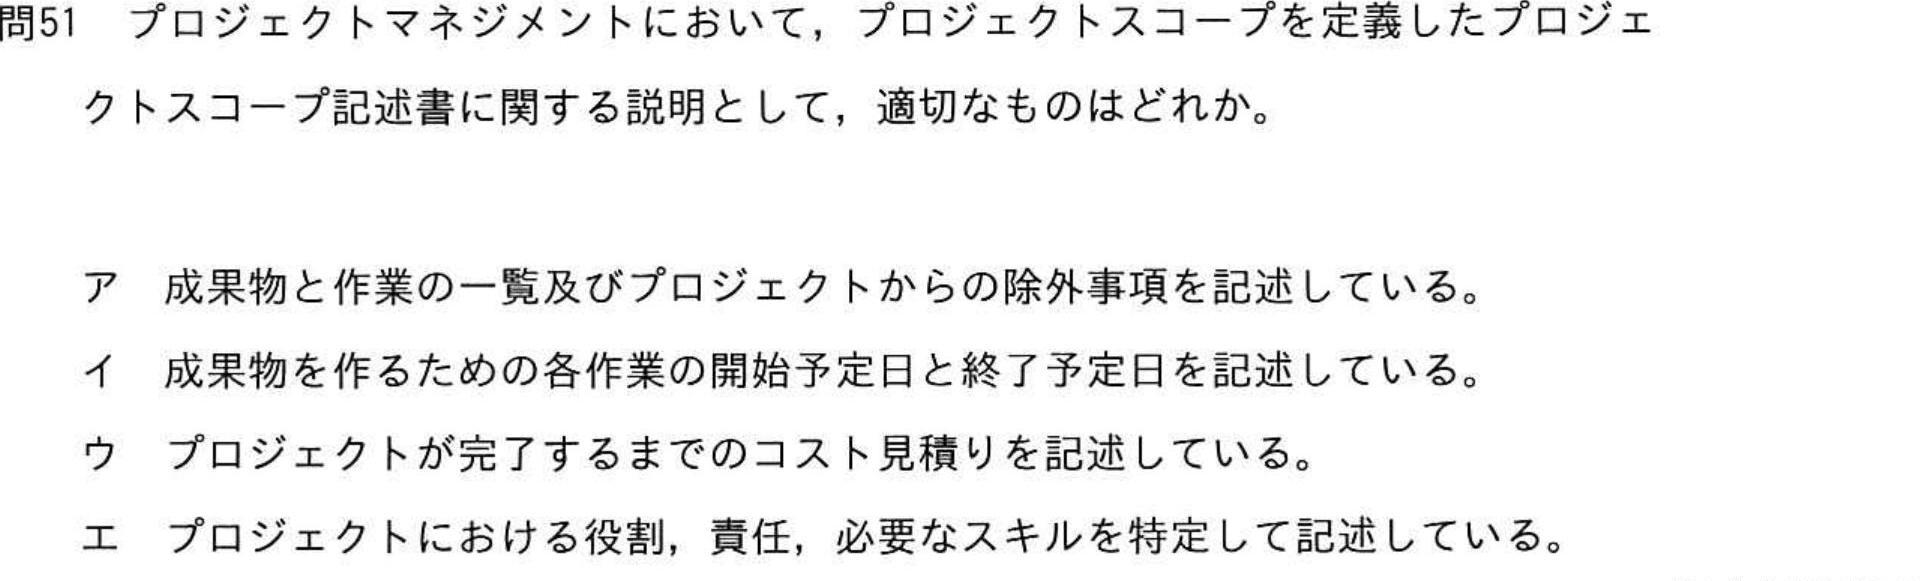 問51　プロジェクトマネジメントにおいて，プロジェクトスコープを定義したプロジェ
クトスコープ記述書に関する説明として，適切なものはどれか。
ア　成果物と作業の一覧及びプロジェクトからの除外事項を記述している。
イ　成果物を作るための各作業の開始予定日と終了予定日を記述している。
ウ　プロジェクトが完了するまでのコスト見積りを記述している。
エ　プロジェクトにおける役割，責任，必要なスキルを特定して記述している。